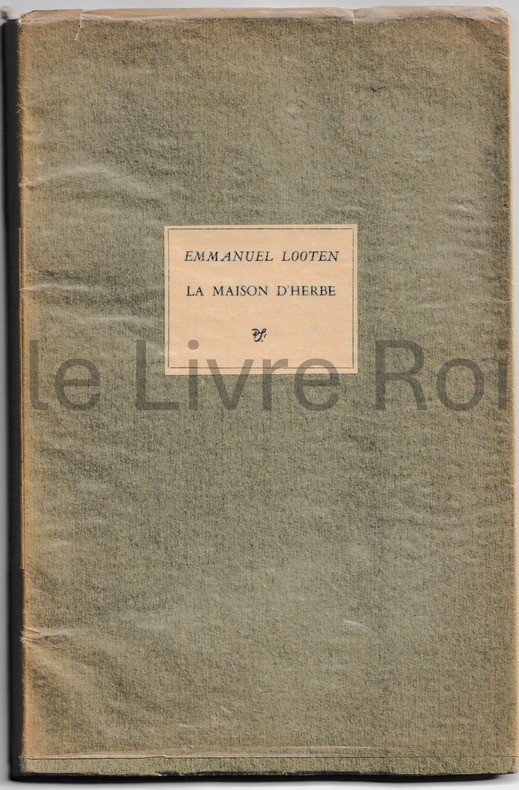 EMMANUEL LOOTEN
LA MAISON D'HERBE
le Livre Roi